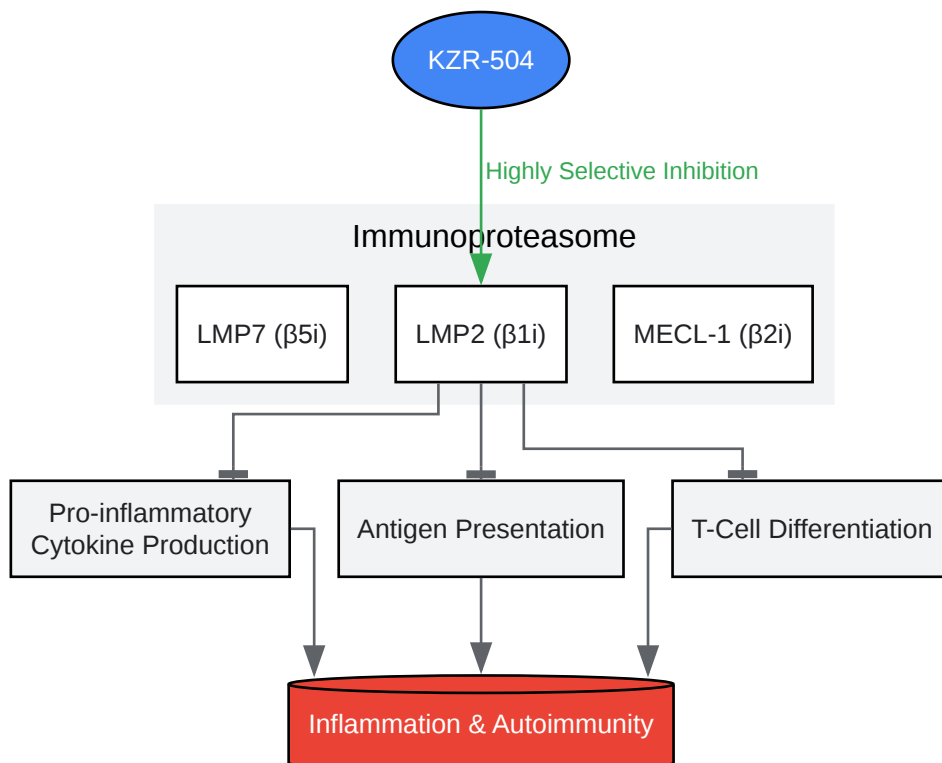 KZR-504
Highly Selective Inhibition
Immunoproteasome
LMP7 (β5i)
LMP2 (β1i)
MECL-1 (β2i)
Pro-inflammatory
Cytokine Production
Antigen Presentation
T-Cell Differentiation
Inflammation & Autoimmunity